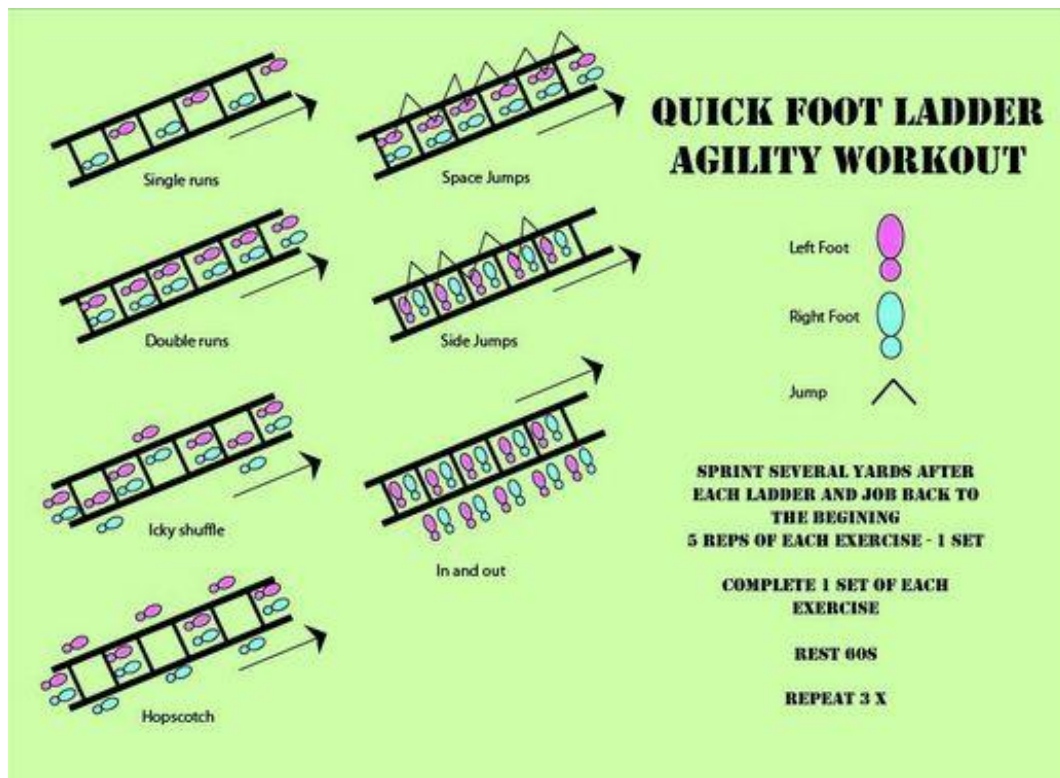 QUICK FOOT LADDER
AGILITY WORKOUT
Single runs
Space Jumps
Double runs
Side Jumps
Icky shuffle
In and out
Hopscotch
Left Foot
Right Foot
Jump
SPRINT SEVERAL YARDS AFTER
EACH LADDER AND JOB BACK TO
THE BEGINING
5 REPS OF EACH EXERCISE - 1 SET
COMPLETE 1 SET OF EACH
EXERCISE
REST 60S
REPEAT 3 X